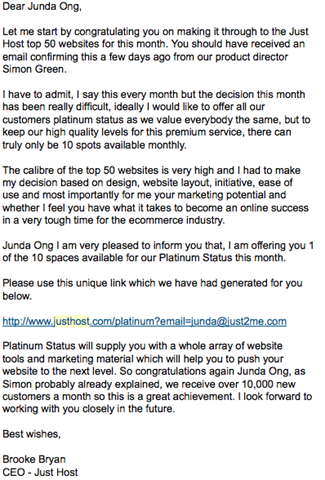 Dear Junda Ong,
Let me start by congratulating you on making it through to the Just
Host top 50 websites for this month. You should have received an
email confirming this a few days ago from our product director
Simon Green.
I have to admit, I say this every month but the decision this month
has been really difficult, ideally I would like to offer all our
customers platinum status as we value everybody the same, but to
keep our high quality levels for this premium service, there can
truly only be 10 spots available monthly.
The calibre of the top 50 websites is very high and I had to make
my decision based on design, website layout, initiative, ease of
use and most importantly for me your marketing potential and
whether I feel you have what it takes to become an online success
in a very tough time for the ecommerce industry.
Junda Ong I am very pleased to inform you that, I am offering you 1
of the 10 spaces available for our Platinum Status this month.
Please use this unique link which we have had generated for you
below.
http://www.justhost.com/platinum?email=junda@just2me.com
Platinum Status will supply you with a whole array of website
tools and marketing material which will help you to push your
website to the next level. So congratulations again Junda Ong, as
Simon probably already explained, we receive over 10,000 new
customers a month so this is a great achievement. I look forward to
working with you closely in the future.
Best wishes,
Brooke Bryan
CEO - Just Host